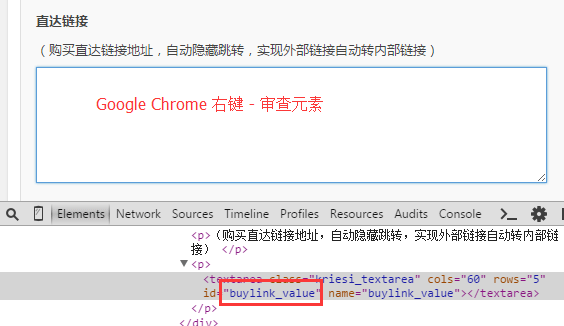 直达链接
（购买直达链接地址，自动隐藏跳转，实现外部链接自动转内部链接）
Google Chrome 右键 - 审查元素
Elements Network Sources Timeline Profiles Resources Audits Console
<p>（购买直达链接地址，自动隐藏跳转，实现外部链接自动转内部链
接） </p>
<p>
<textarea class="kriesi_textarea" cols="60" rows="5"
id="buylink_value" name="buylink_value"></textarea>
</p>
</div>